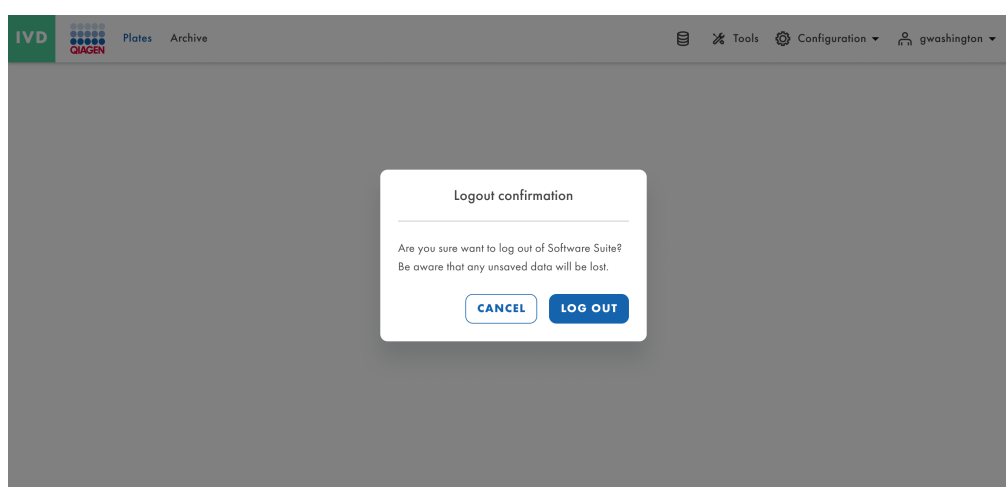 IVD
QIAGEN
Plates
Archive
Tools
Configuration
gwashington
Logout confirmation
Are you sure want to log out of Software Suite?
Be aware that any unsaved data will be lost.
CANCEL
LOG OUT